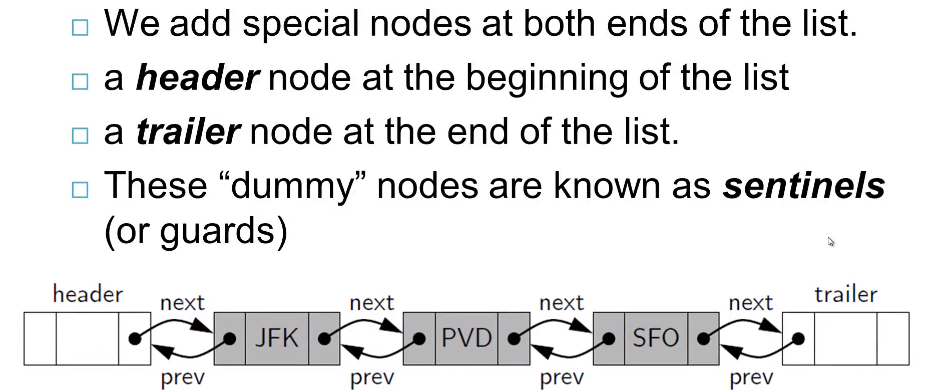 We add special nodes at both ends of the list.
a header node at the beginning of the list
a trailer node at the end of the list.
These “dummy” nodes are known as sentinels
(or guards)
header next next next next trailer
JFK PVD SFO
prev prev prev prev